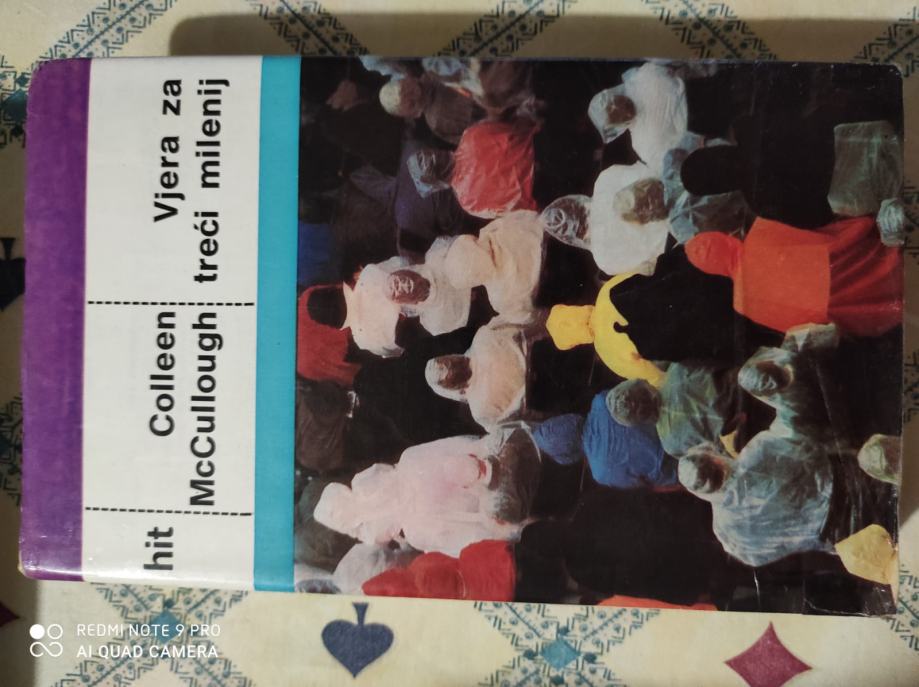 hit
Colleen
McCullough
Vjera za
treći milenij
REDMI NOTE 9 PRO
AI QUAD CAMERA